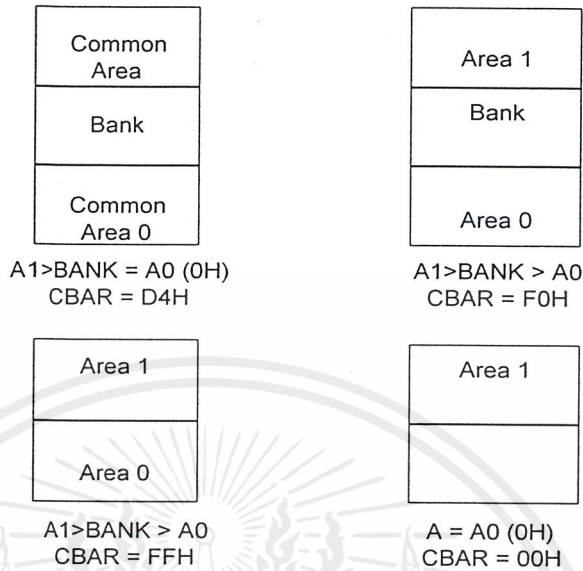 Common
Area
Bank
Common
Area 0
A1>BANK = A0 (0H)
CBAR = D4H
Area 1
Bank
Area 0
A1>BANK > A0
CBAR = F0H
Area 1
Area 0
A1>BANK > A0
CBAR = FFH
Area 1
A = A0 (0H)
CBAR = 00H